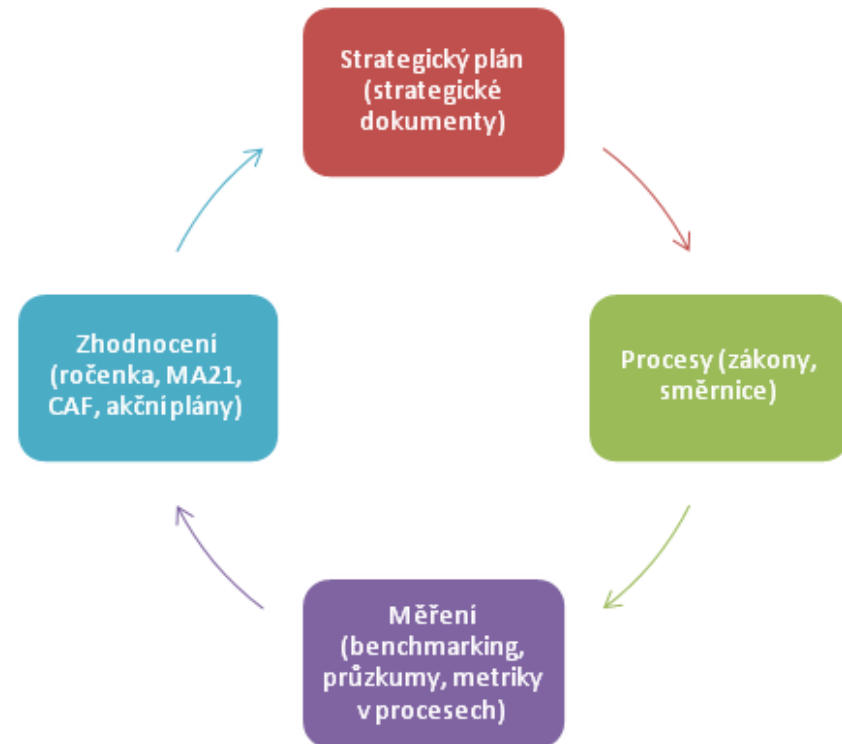 Strategický plán
(strategické
dokumenty)
Zhodnocení
(ročenka, MA21,
CAF, akční plány)
Procesy (zákony,
směrnice)
Měření
(benchmarking,
průzkumy, metriky
v procesech)